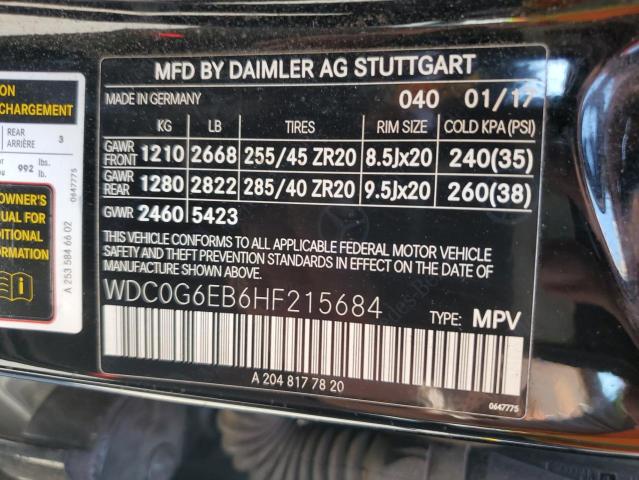 ON
CHARGEMENT
REAR
ARRIÈRE 3
or 992 lbs.
lb.
OWNER'S
UAL FOR
DITIONAL
ORMATION
A 253 584 66 02
0647775
MFD BY DAIMLER AG STUTTGART
MADE IN GERMANY 040 01/17
KG LB TIRES RIM SIZE COLD KPA (PSI)
GAWR FRONT 1210 2668 255/45 ZR20 8.5Jx20 240(35)
GAWR REAR 1280 2822 285/40 ZR20 9.5Jx20 260(38)
GVWR 2460 5423
THIS VEHICLE CONFORMS TO ALL APPLICABLE FEDERAL MOTOR VEHICLE
SAFETY AND THEFT PREVENTION STANDARDS IN EFFECT ON THE DATE OF
MANUFACTURE SHOWN ABOVE.
WDC0G6EB6HF215684
TYPE: MPV
A 204 817 78 20
0647775